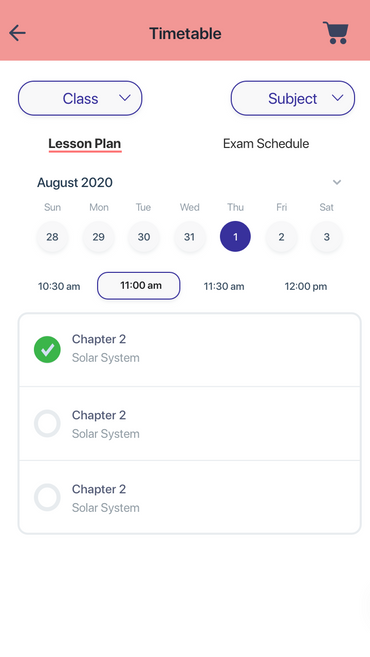 Timetable
Class
Subject
Lesson Plan
Exam Schedule
August 2020
Sun Mon Tue Wed Thu Fri Sat
28 29 30 31 1 2 3
10:30 am 11:00 am 11:30 am 12:00 pm
Chapter 2
Solar System
Chapter 2
Solar System
Chapter 2
Solar System